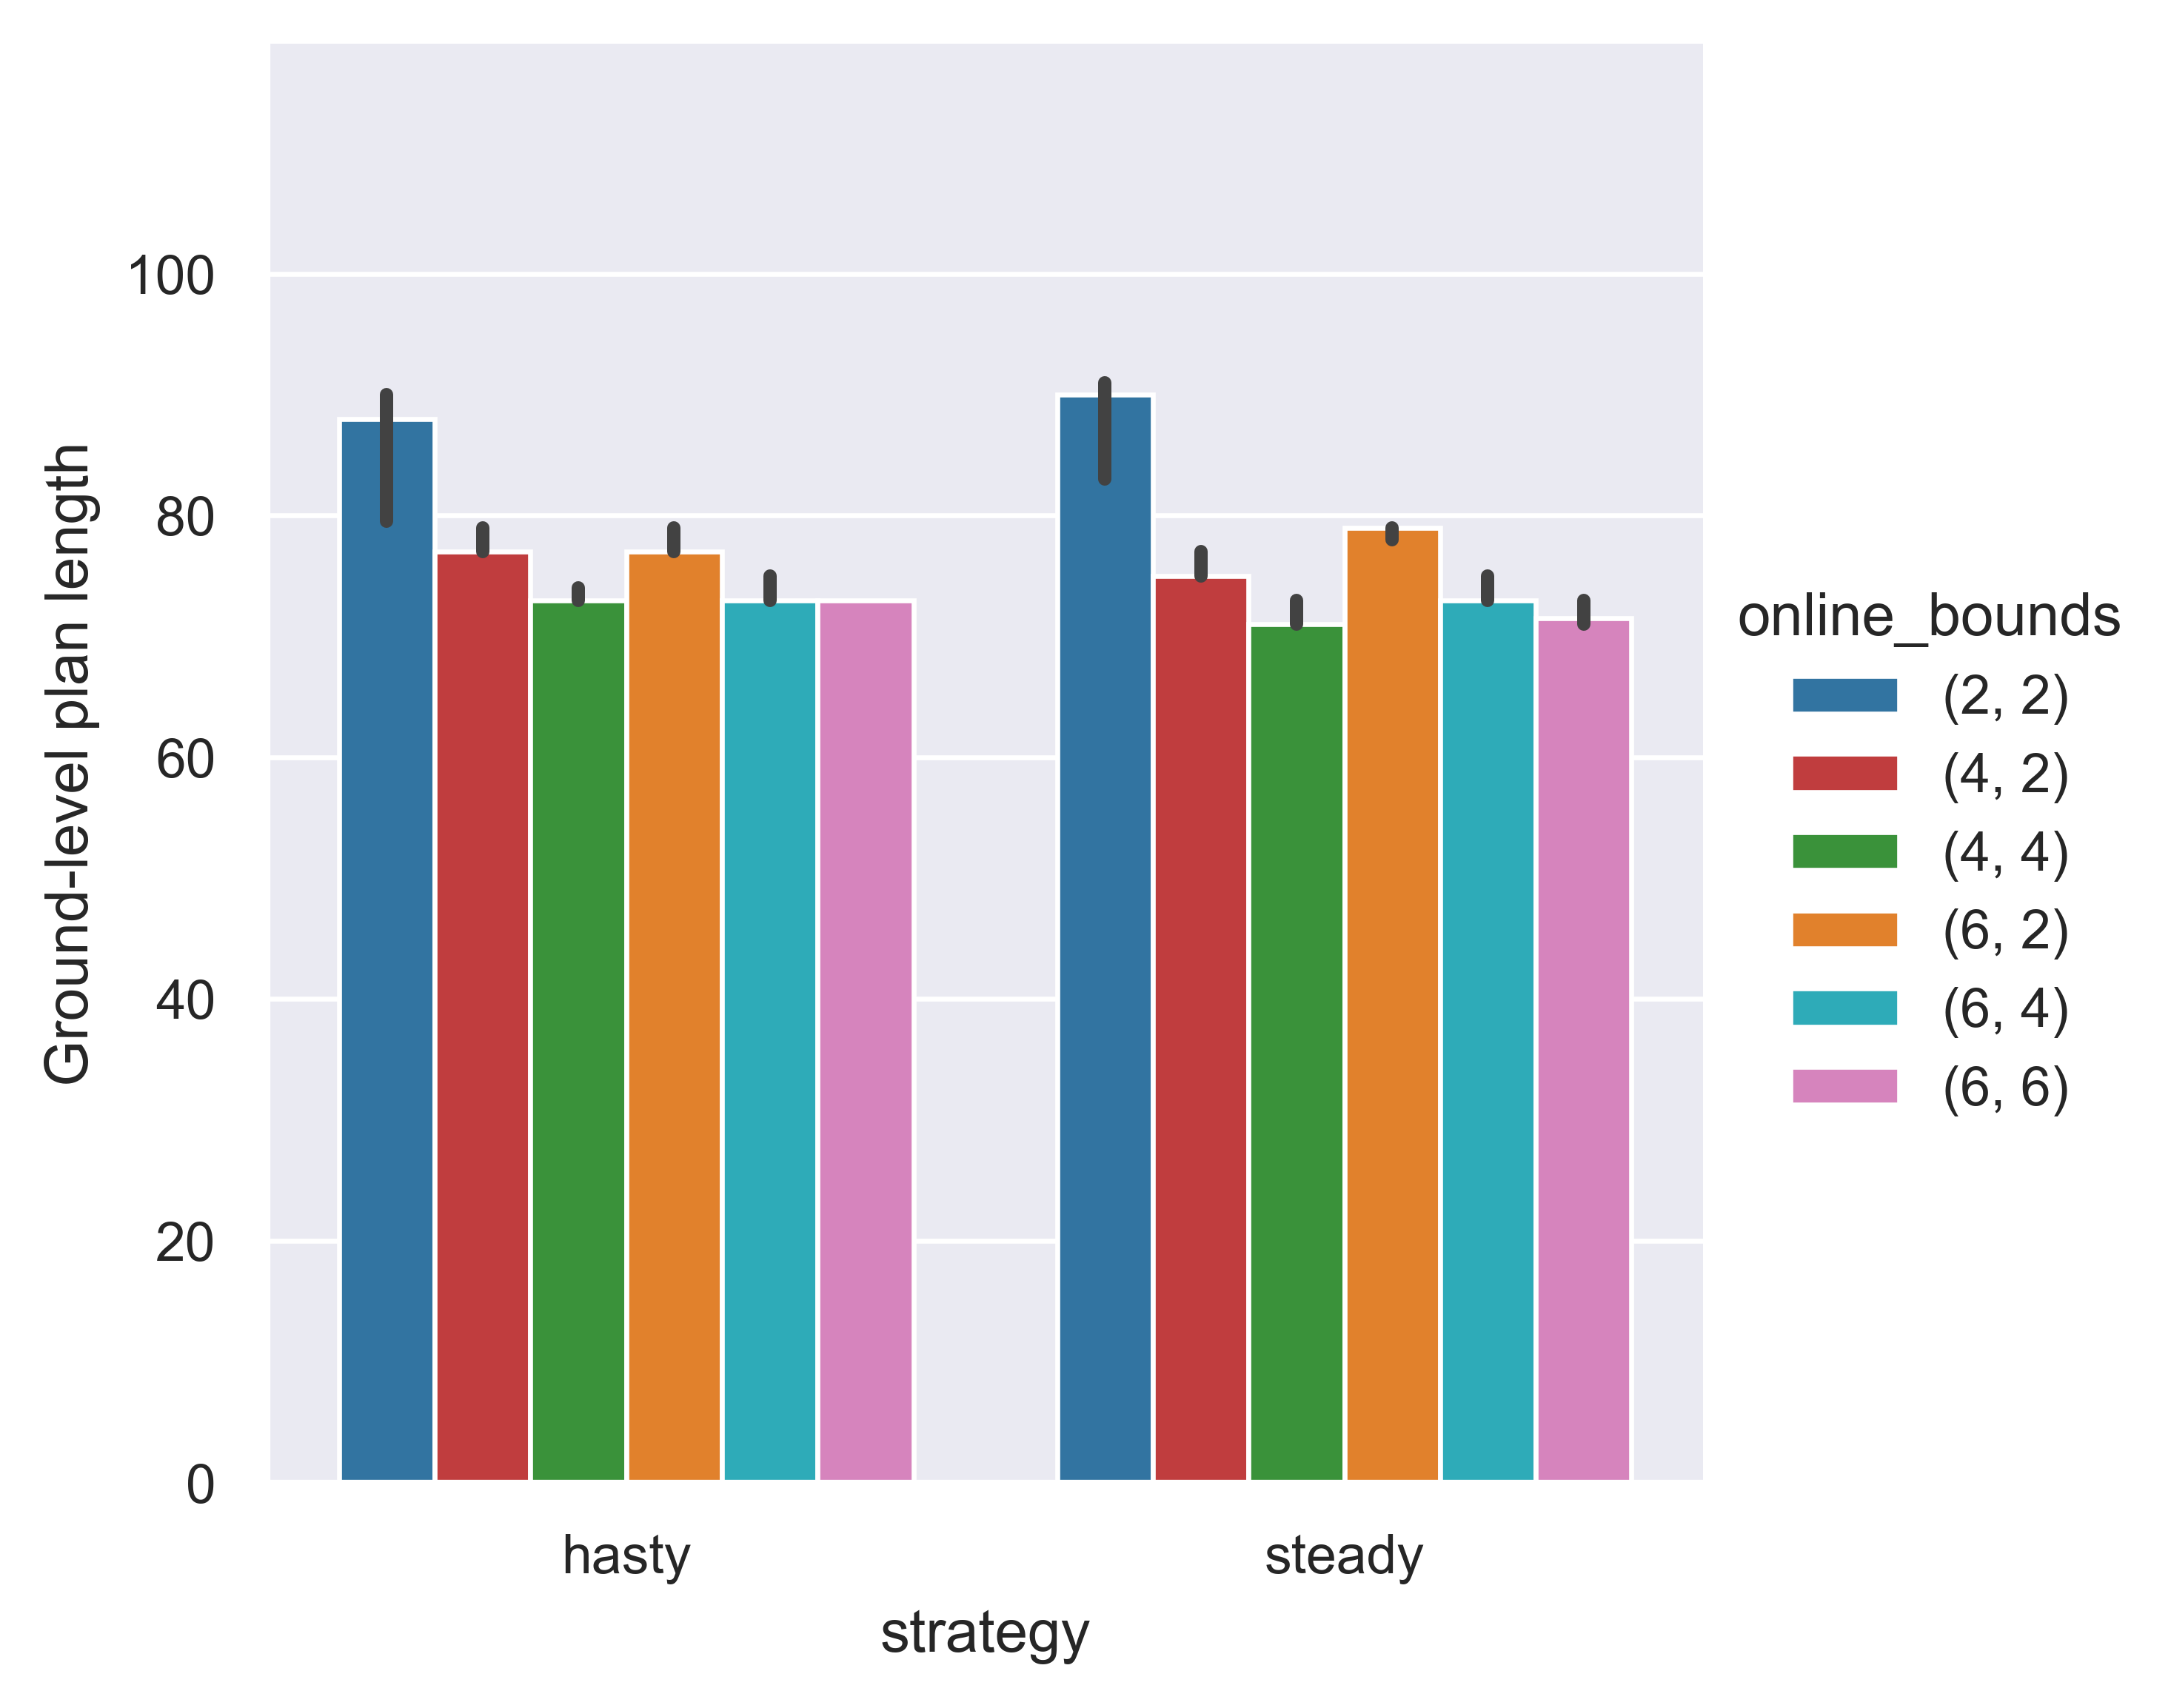 Ground-level plan length
100
80
60
40
20
0
hasty
steady
strategy
online_bounds
(2, 2)
(4, 2)
(4, 4)
(6, 2)
(6, 4)
(6, 6)